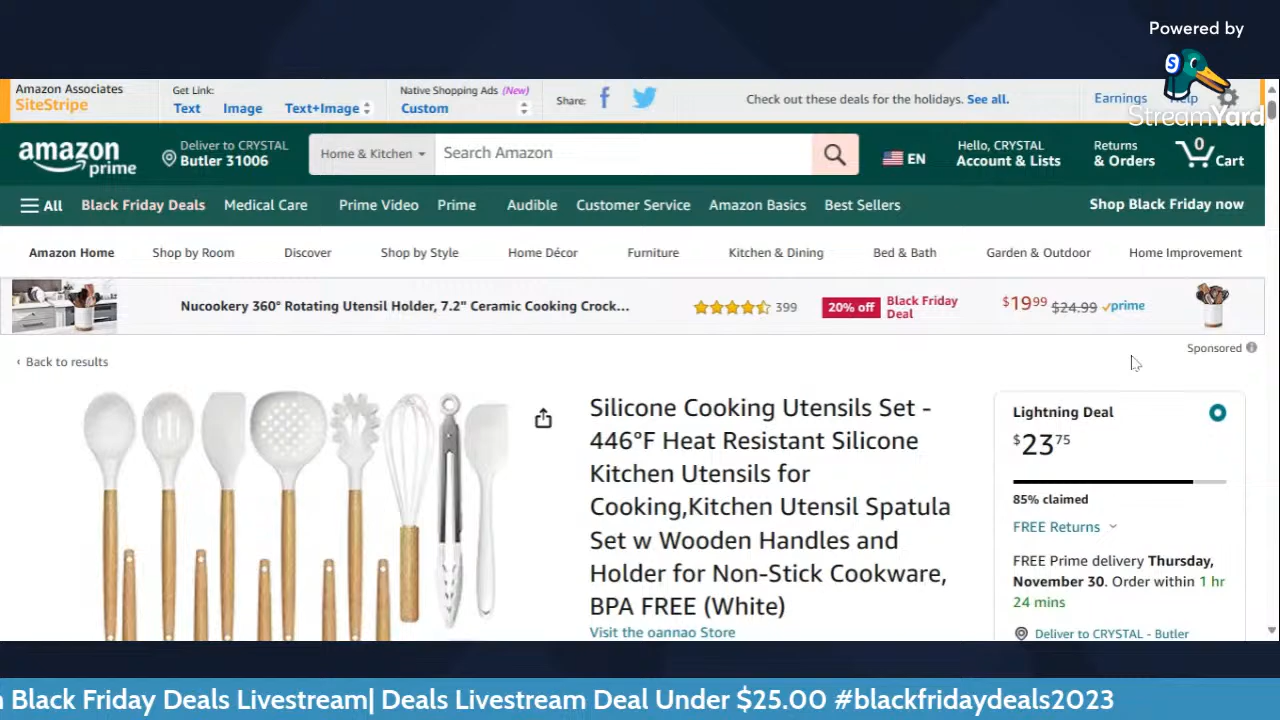 Powered by
StreamYard
Amazon Associates
SiteStripe
Get Link:
Text Image Text+Image
Native Shopping Ads (New)
Custom
Share:
Check out these deals for the holidays. See all.
Earnings Help
amazon prime
Deliver to CRYSTAL
Butler 31006
Home & Kitchen
Search Amazon
EN
Hello, CRYSTAL
Account & Lists
Returns
& Orders
0
Cart
All Black Friday Deals Medical Care Prime Video Prime Audible Customer Service Amazon Basics Best Sellers Shop Black Friday now
Amazon Home Shop by Room Discover Shop by Style Home Décor Furniture Kitchen & Dining Bed & Bath Garden & Outdoor Home Improvement
Nucookery 360° Rotating Utensil Holder, 7.2" Ceramic Cooking Crock... 399 20% off Black Friday Deal $19.99 $24.99 prime
Sponsored
‹ Back to results
Silicone Cooking Utensils Set -
446°F Heat Resistant Silicone
Kitchen Utensils for
Cooking,Kitchen Utensil Spatula
Set w Wooden Handles and
Holder for Non-Stick Cookware,
BPA FREE (White)
Visit the oannao Store
Lightning Deal
$23.75
85% claimed
FREE Returns
FREE Prime delivery Thursday,
November 30. Order within 1 hr
24 mins
Deliver to CRYSTAL - Butler
Black Friday Deals Livestream| Deals Livestream Deal Under $25.00 #blackfridaydeals2023